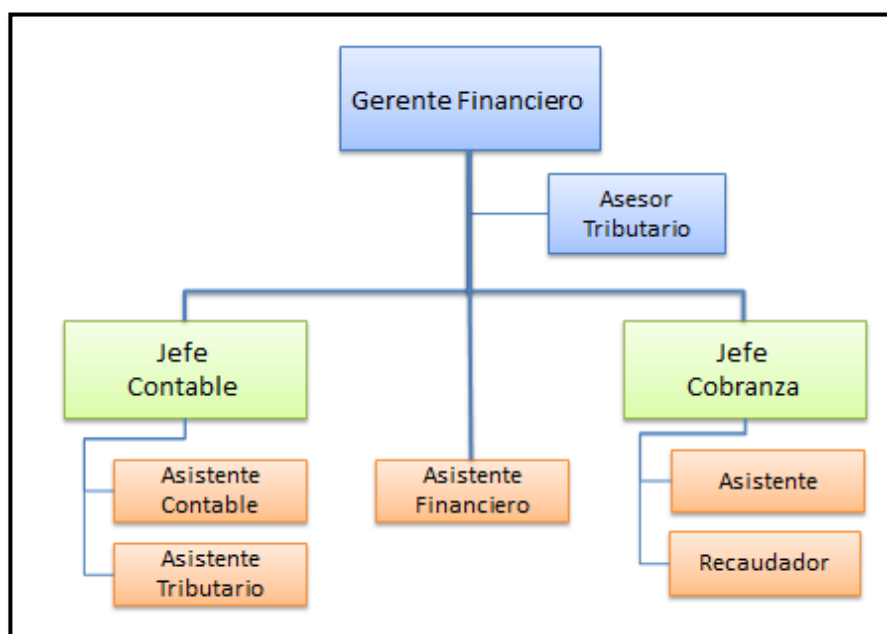 Gerente Financiero
Asesor
Tributario
Jefe
Contable
Jefe
Cobranza
Asistente
Contable
Asistente
Financiero
Asistente
Asistente
Tributario
Recaudador